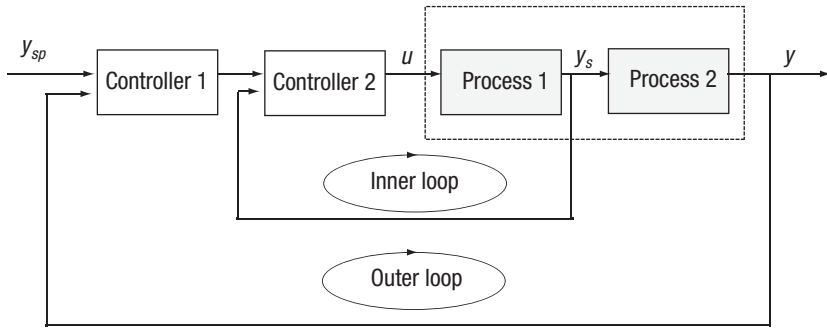 y_sp
Controller 1
Controller 2
u
Process 1
y_s
Process 2
y
Inner loop
Outer loop